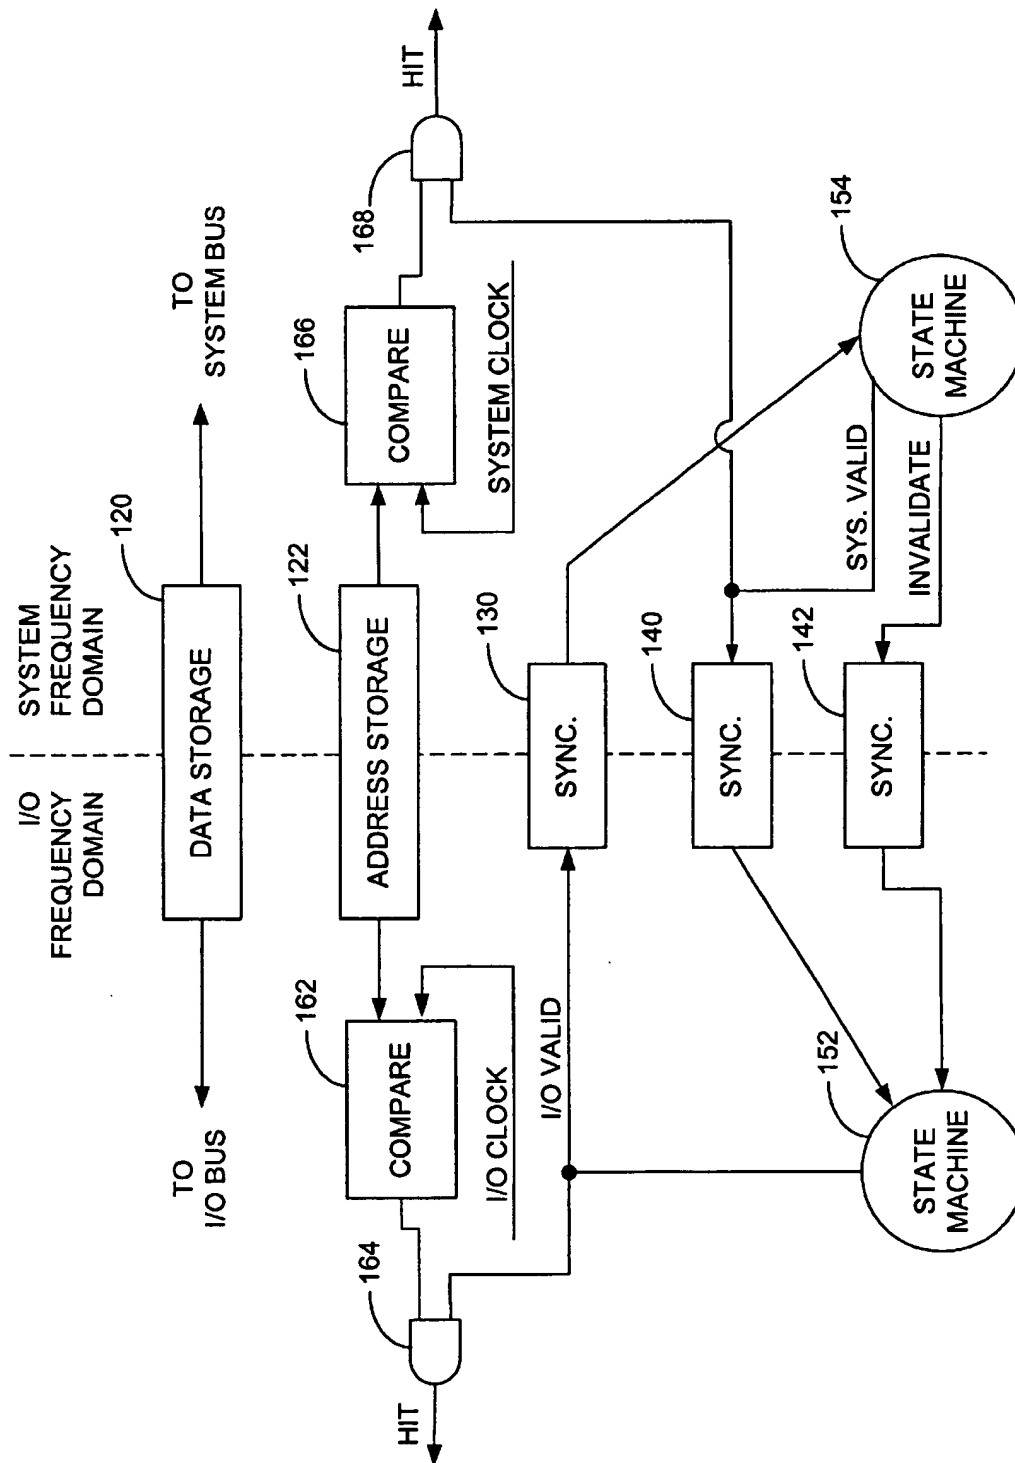 I/O
FREQUENCY
DOMAIN
SYSTEM
FREQUENCY
DOMAIN
TO
I/O BUS
DATA STORAGE
120
TO
SYSTEM BUS
HIT
164
COMPARE
162
I/O CLOCK
ADDRESS STORAGE
122
COMPARE
166
SYSTEM CLOCK
168
HIT
I/O VALID
SYNC.
130
SYNC.
140
SYS. VALID
SYNC.
142
INVALIDATE
STATE
MACHINE
152
STATE
MACHINE
154